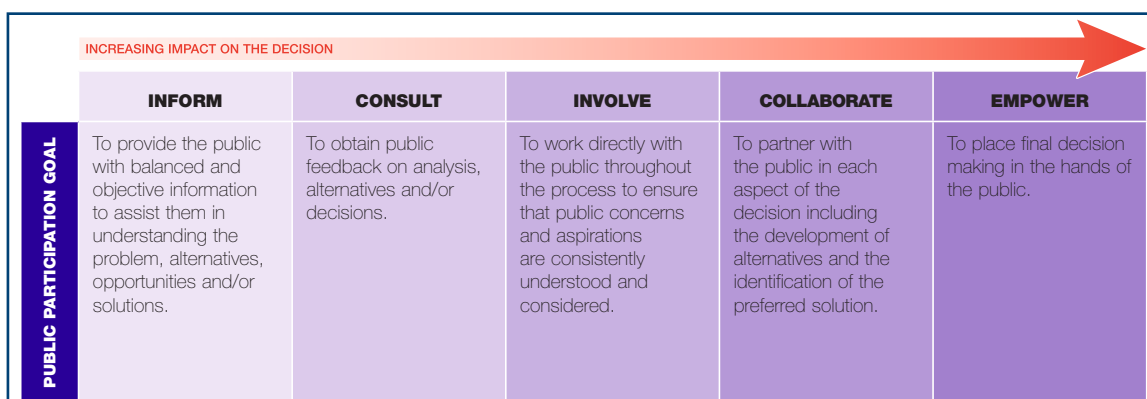 INCREASING IMPACT ON THE DECISION
INFORM
CONSULT
INVOLVE
COLLABORATE
EMPOWER
PUBLIC PARTICIPATION GOAL
To provide the public
with balanced and
objective information
to assist them in
understanding the
problem, alternatives,
opportunities and/or
solutions.
To obtain public
feedback on analysis,
alternatives and/or
decisions.
To work directly with
the public throughout
the process to ensure
that public concerns
and aspirations
are consistently
understood and
considered.
To partner with
the public in each
aspect of the
decision including
the development of
alternatives and the
identification of the
preferred solution.
To place final decision
making in the hands of
the public.